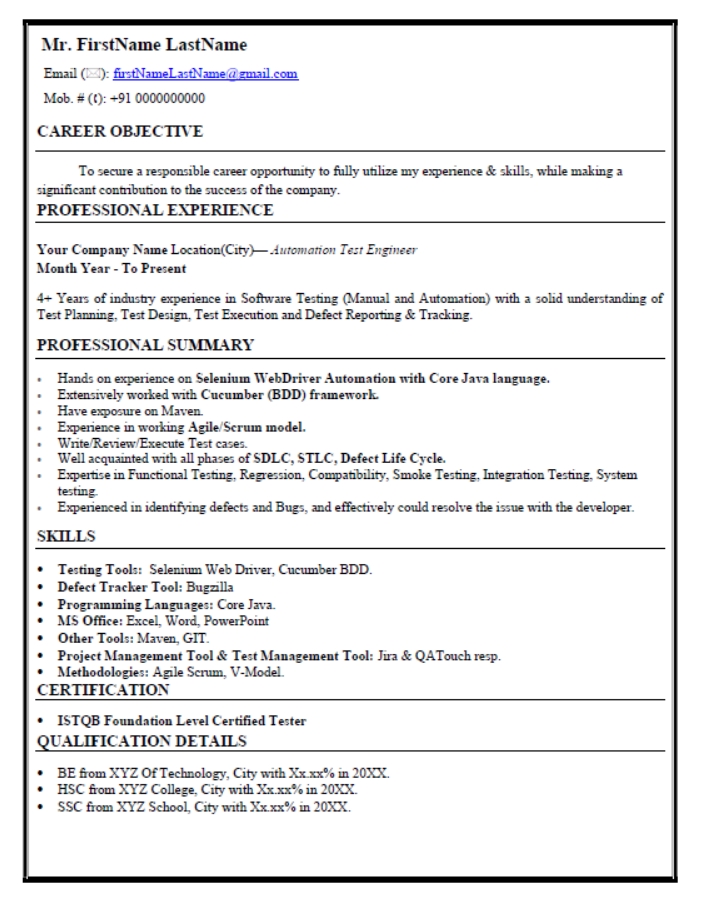 Mr. FirstName LastName
Email (✉): firstNameLastName@gmail.com
Mob. # (t): +91 0000000000
CAREER OBJECTIVE
To secure a responsible career opportunity to fully utilize my experience & skills, while making a
significant contribution to the success of the company.
PROFESSIONAL EXPERIENCE
Your Company Name Location(City)— Automation Test Engineer
Month Year - To Present
4+ Years of industry experience in Software Testing (Manual and Automation) with a solid understanding of
Test Planning, Test Design, Test Execution and Defect Reporting & Tracking.
PROFESSIONAL SUMMARY
• Hands on experience on Selenium WebDriver Automation with Core Java language.
• Extensively worked with Cucumber (BDD) framework.
• Have exposure on Maven.
• Experience in working Agile/Scrum model.
• Write/Review/Execute Test cases.
• Well acquainted with all phases of SDLC, STLC, Defect Life Cycle.
• Expertise in Functional Testing, Regression, Compatibility, Smoke Testing, Integration Testing, System
testing.
• Experienced in identifying defects and Bugs, and effectively could resolve the issue with the developer.
SKILLS
• Testing Tools: Selenium Web Driver, Cucumber BDD.
• Defect Tracker Tool: Bugzilla
• Programming Languages: Core Java.
• MS Office: Excel, Word, PowerPoint
• Other Tools: Maven, GIT.
• Project Management Tool & Test Management Tool: Jira & QATouch resp.
• Methodologies: Agile Scrum, V-Model.
CERTIFICATION
• ISTQB Foundation Level Certified Tester
QUALIFICATION DETAILS
• BE from XYZ Of Technology, City with Xx.xx% in 20XX.
• HSC from XYZ College, City with Xx.xx% in 20XX.
• SSC from XYZ School, City with Xx.xx% in 20XX.